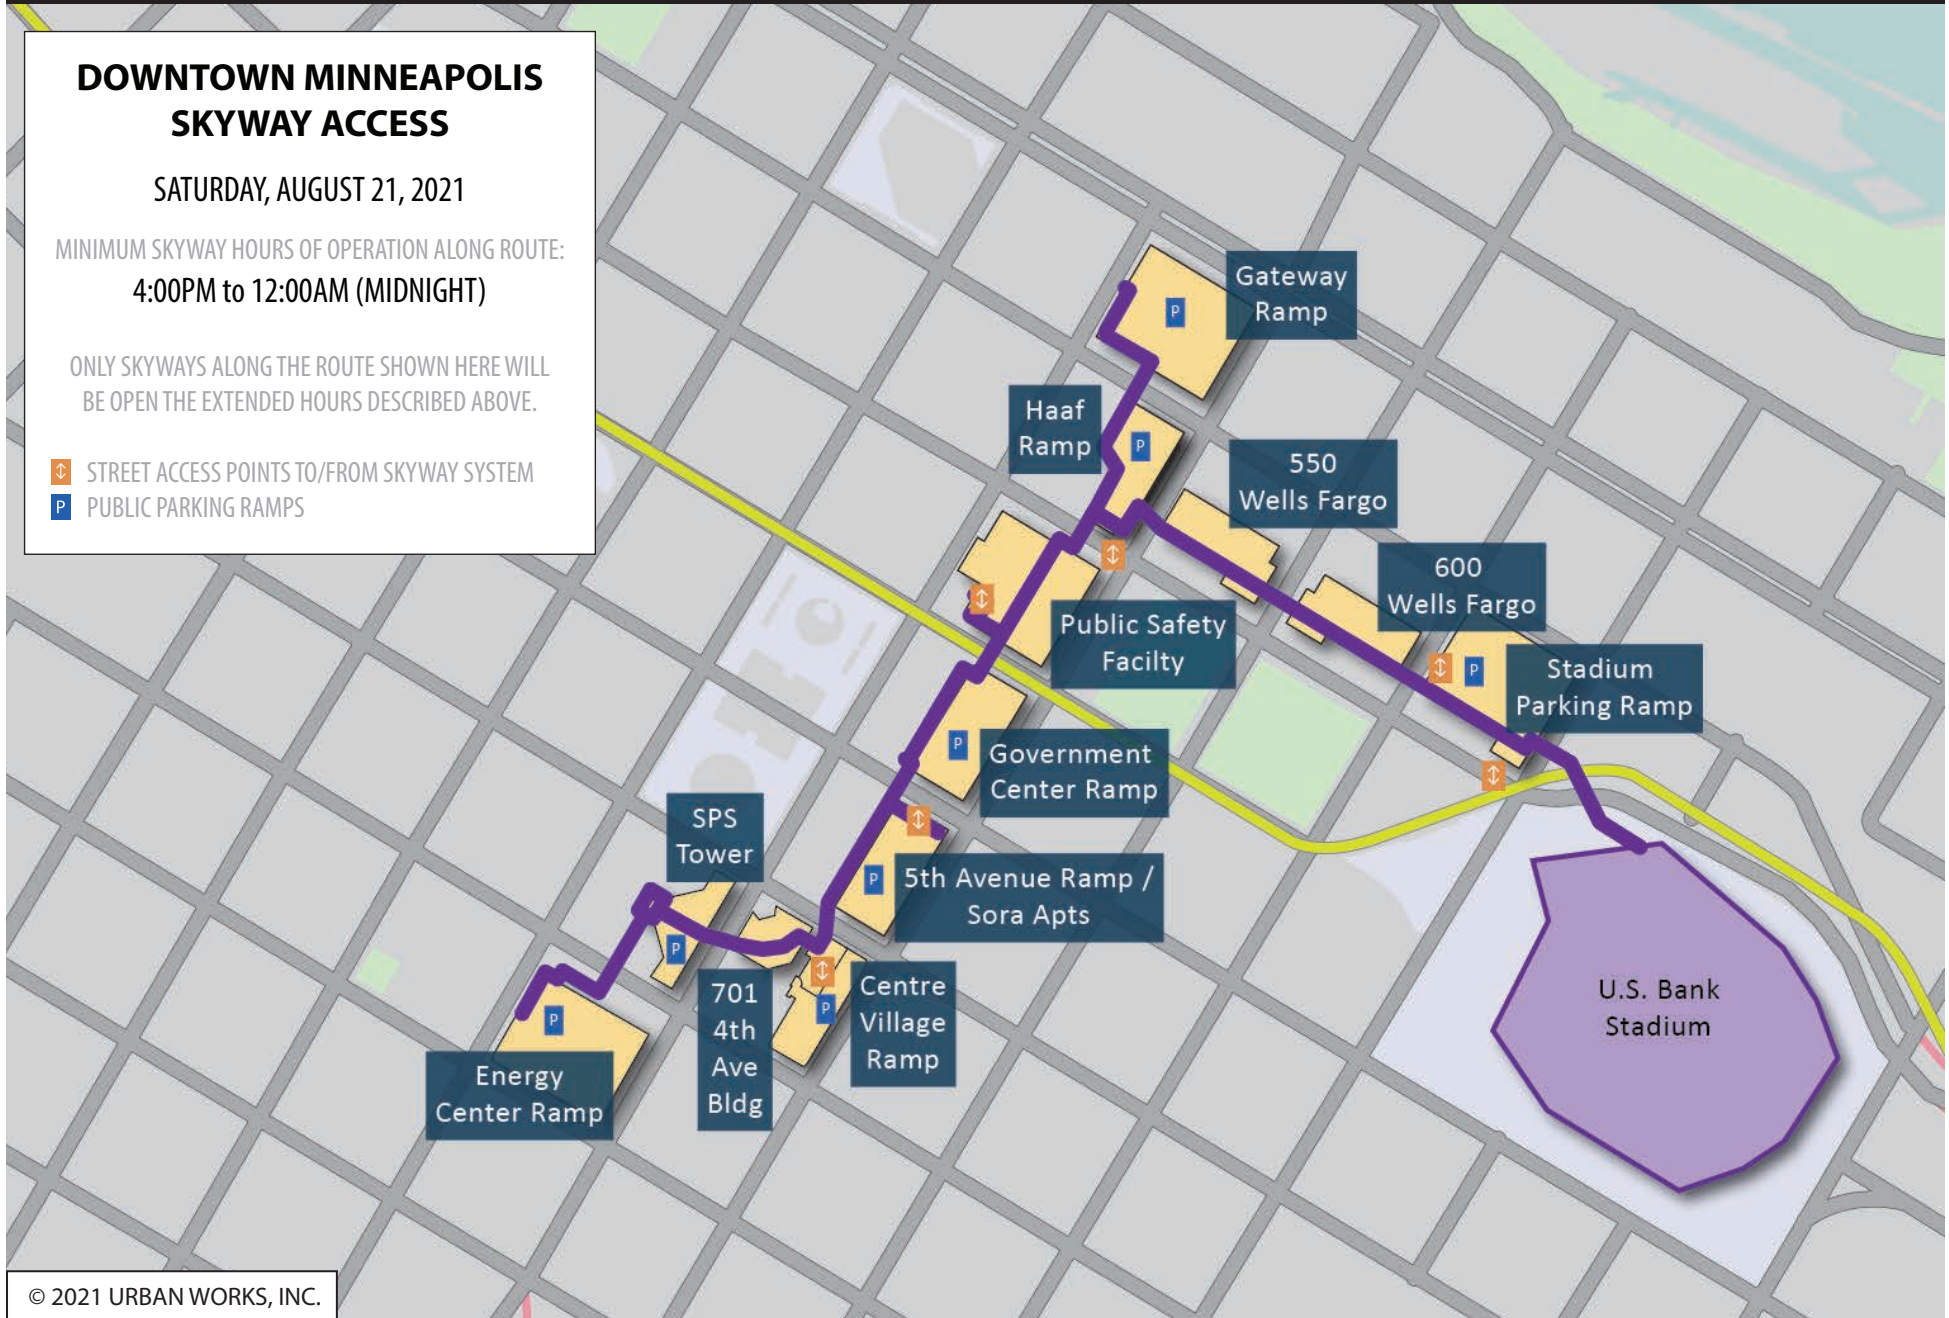 DOWNTOWN MINNEAPOLIS
SKYWAY ACCESS
SATURDAY, AUGUST 21, 2021
MINIMUM SKYWAY HOURS OF OPERATION ALONG ROUTE:
4:00PM to 12:00AM (MIDNIGHT)
ONLY SKYWAYS ALONG THE ROUTE SHOWN HERE WILL
BE OPEN THE EXTENDED HOURS DESCRIBED ABOVE.
STREET ACCESS POINTS TO/FROM SKYWAY SYSTEM
P PUBLIC PARKING RAMPS
Gateway
Ramp
P
Haaf
Ramp
P
550
Wells Fargo
600
Wells Fargo
Public Safety
Facilty
Stadium
Parking Ramp
P
Government
Center Ramp
P
SPS
Tower
P
5th Avenue Ramp /
Sora Apts
P
701
4th
Ave
Bldg
Centre
Village
Ramp
P
Energy
Center Ramp
P
U.S. Bank
Stadium
© 2021 URBAN WORKS, INC.